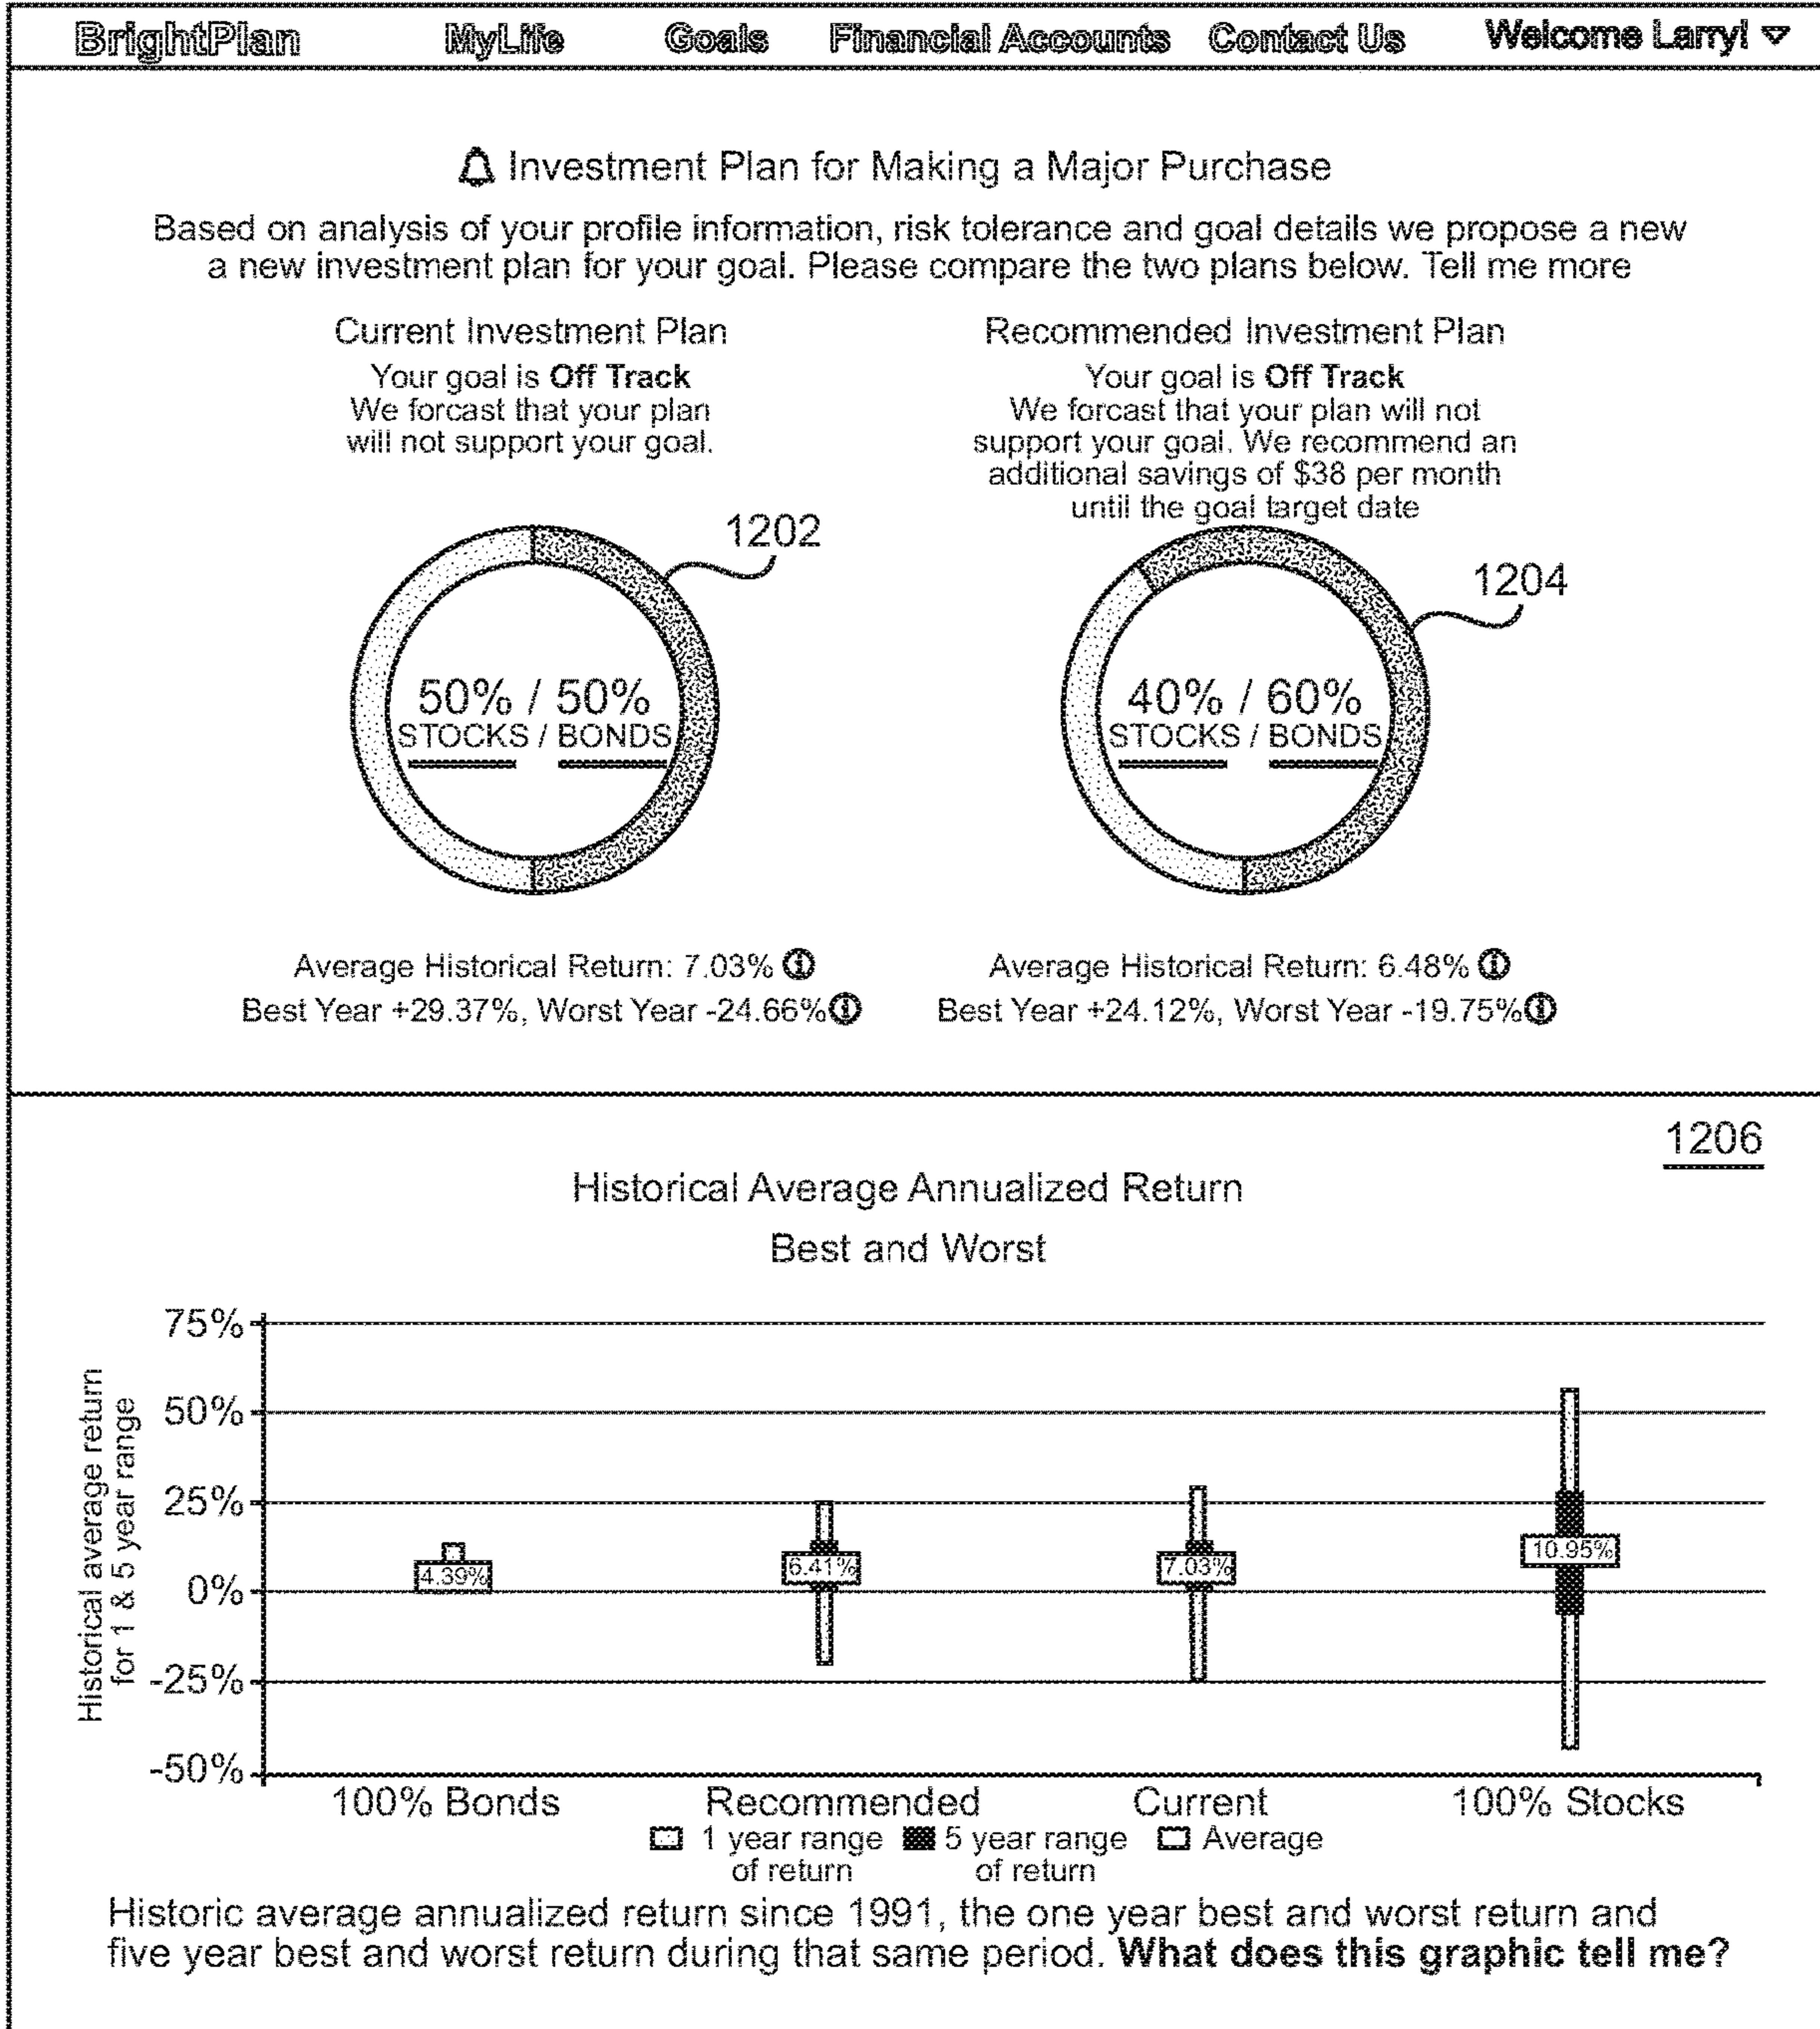 BrightPlan MyLife Goals Financial Accounts Contact Us Welcome Larry!
Investment Plan for Making a Major Purchase
Based on analysis of your profile information, risk tolerance and goal details we propose a new
a new investment plan for your goal. Please compare the two plans below. Tell me more
Current Investment Plan
Your goal is Off Track
We forcast that your plan
will not support your goal.
1202
50% / 50%
STOCKS / BONDS
Average Historical Return: 7.03%
Best Year +29.37%, Worst Year -24.66%
Recommended Investment Plan
Your goal is Off Track
We forcast that your plan will not
support your goal. We recommend an
additional savings of $38 per month
until the goal target date
1204
40% / 60%
STOCKS / BONDS
Average Historical Return: 6.48%
Best Year +24.12%, Worst Year -19.75%
1206
Historical Average Annualized Return
Best and Worst
Historical average return
for 1 & 5 year range
75%
50%
25%
0%
-25%
-50%
4.39%
6.41%
7.03%
10.95%
100% Bonds Recommended Current 100% Stocks
1 year range of return
5 year range of return
Average
Historic average annualized return since 1991, the one year best and worst return and
five year best and worst return during that same period. What does this graphic tell me?